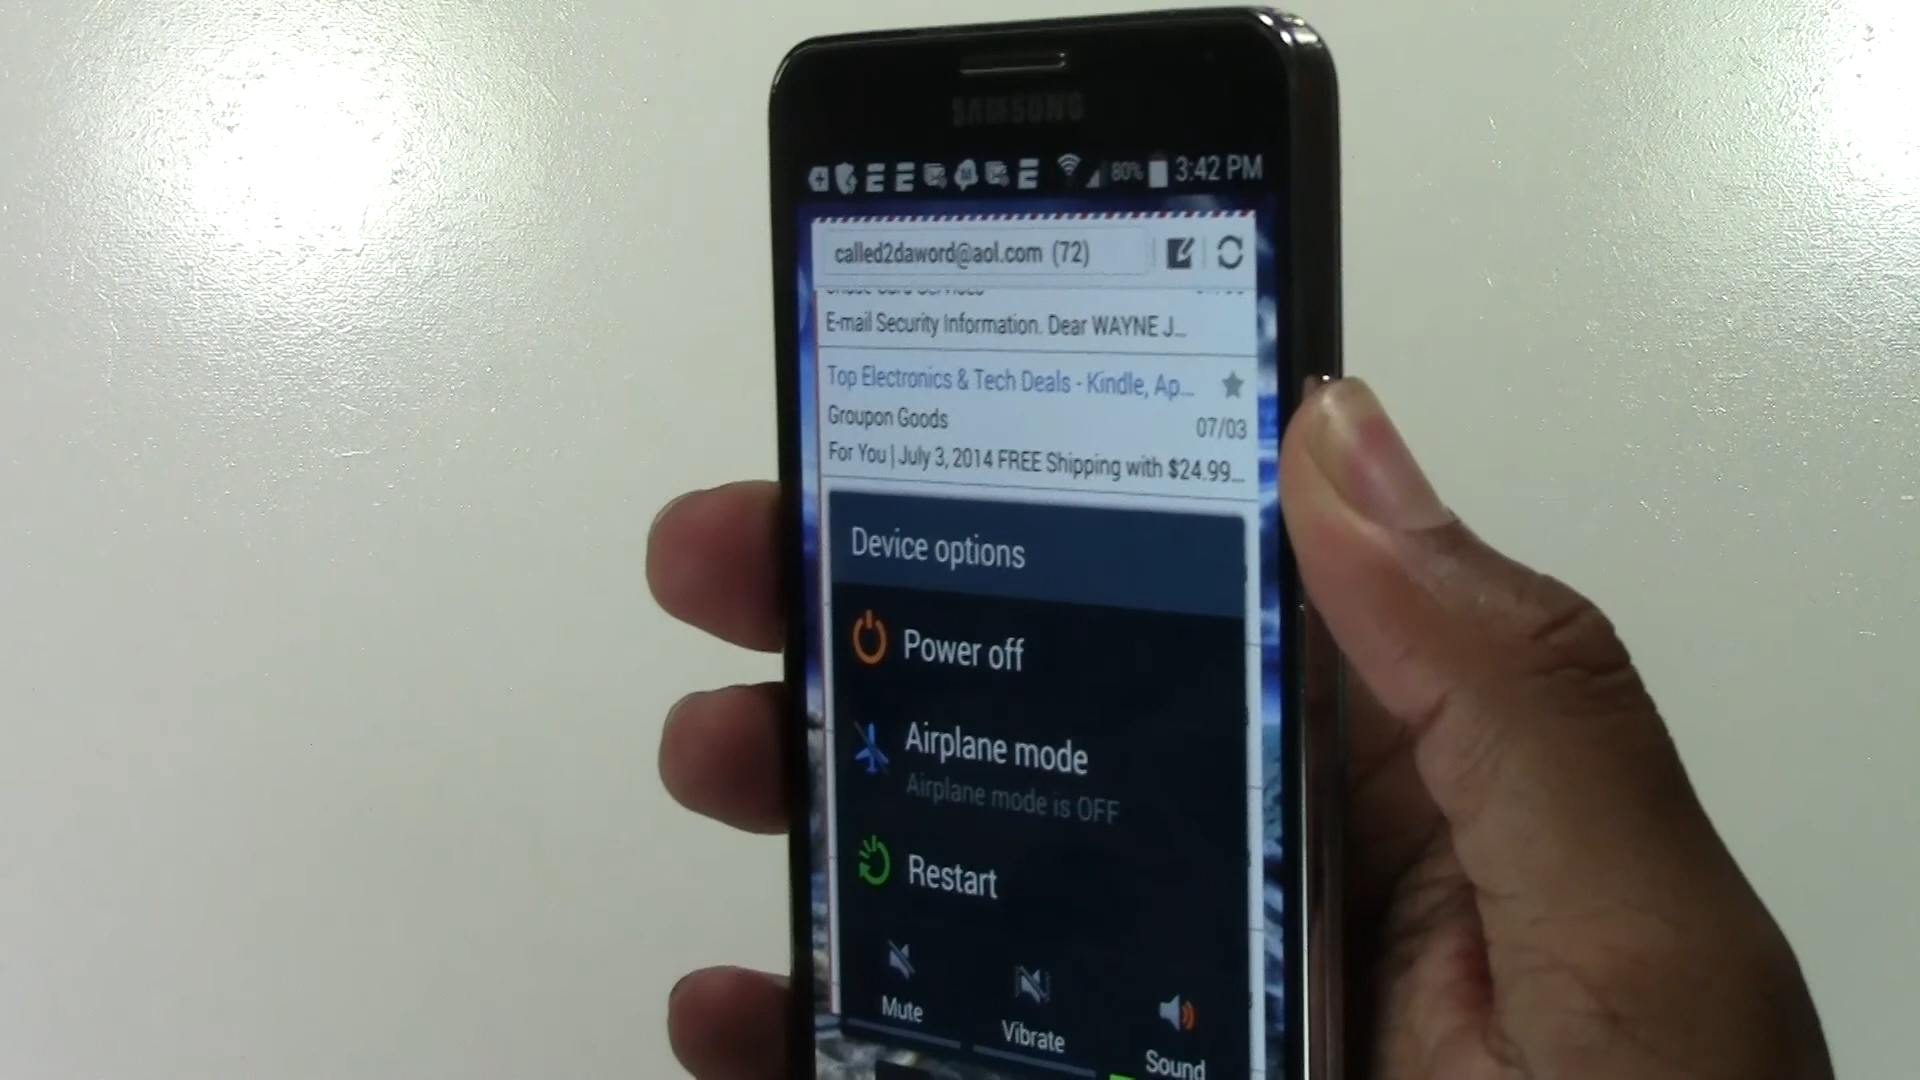 SAMSUNG
80% 3:42 PM
called2daword@aol.com (72)
E-mail Security Information. Dear WAYNE J...
Top Electronics & Tech Deals - Kindle, Ap...
Groupon Goods 07/03
For You | July 3, 2014 FREE Shipping with $24.99...
Device options
Power off
Airplane mode
Airplane mode is OFF
Restart
Mute
Vibrate
Sound